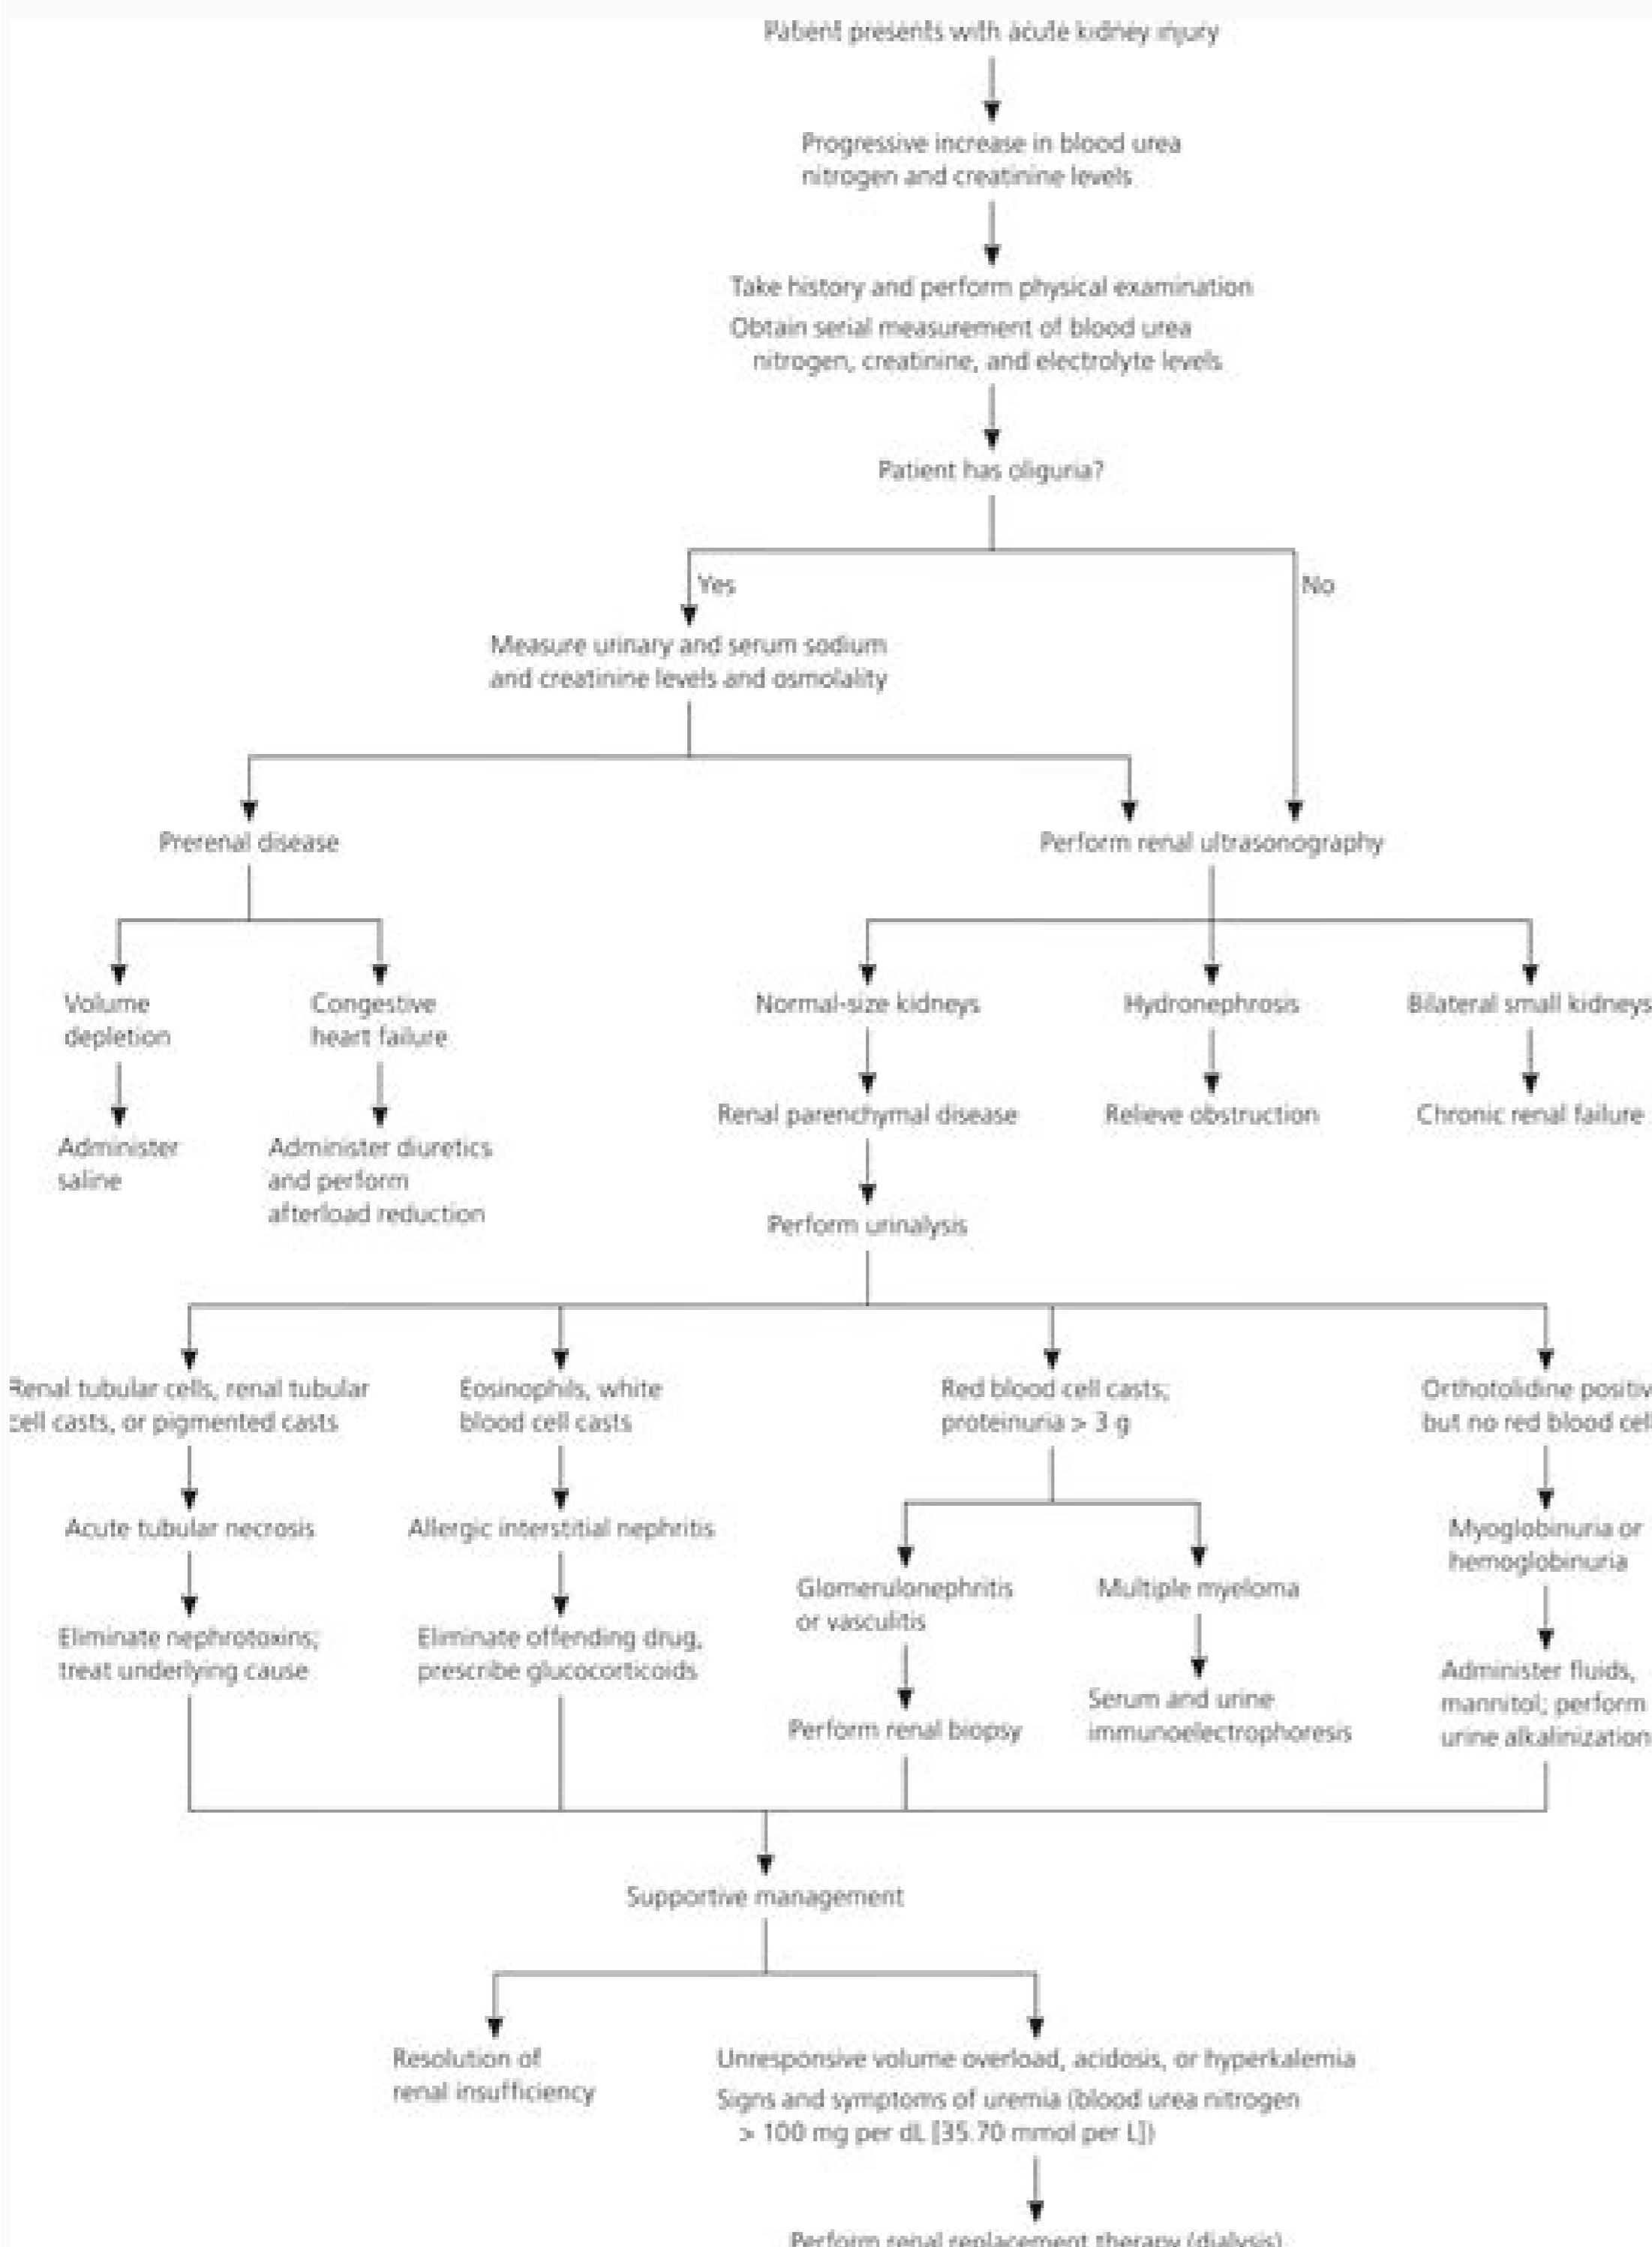 Patient presents with acute kidney injury
Progressive increase in blood urea
nitrogen and creatinine levels
Take history and perform physical examination
Obtain serial measurement of blood urea
nitrogen, creatinine, and electrolyte levels
Patient has oliguria?
Yes
No
Measure urinary and serum sodium
and creatinine levels and osmolality
Prerenal disease
Perform renal ultrasonography
Volume
depletion
Congestive
heart failure
Normal-size kidneys
Hydronephrosis
Bilateral small kidneys
Administer
saline
Administer diuretics
and perform
afterload reduction
Renal parenchymal disease
Relieve obstruction
Chronic renal failure
Perform urinalysis
Renal tubular cells, renal tubular
cell casts, or pigmented casts
Eosinophils, white
blood cell casts
Red blood cell casts;
proteinuria > 3 g
Orthotolidine positiv
but no red blood cell
Acute tubular necrosis
Allergic interstitial nephritis
Glomerulonephritis
or vasculitis
Multiple myeloma
Myoglobinuria or
hemoglobinuria
Eliminate nephrotoxins;
treat underlying cause
Eliminate offending drug,
prescribe glucocorticoids
Perform renal biopsy
Serum and urine
immunoelectrophoresis
Administer fluids,
mannitol; perform
urine alkalinization
Supportive management
Resolution of
renal insufficiency
Unresponsive volume overload, acidosis, or hyperkalemia
Signs and symptoms of uremia (blood urea nitrogen
> 100 mg per dL [35.70 mmol per L])
Perform renal replacement therapy (dialysis)